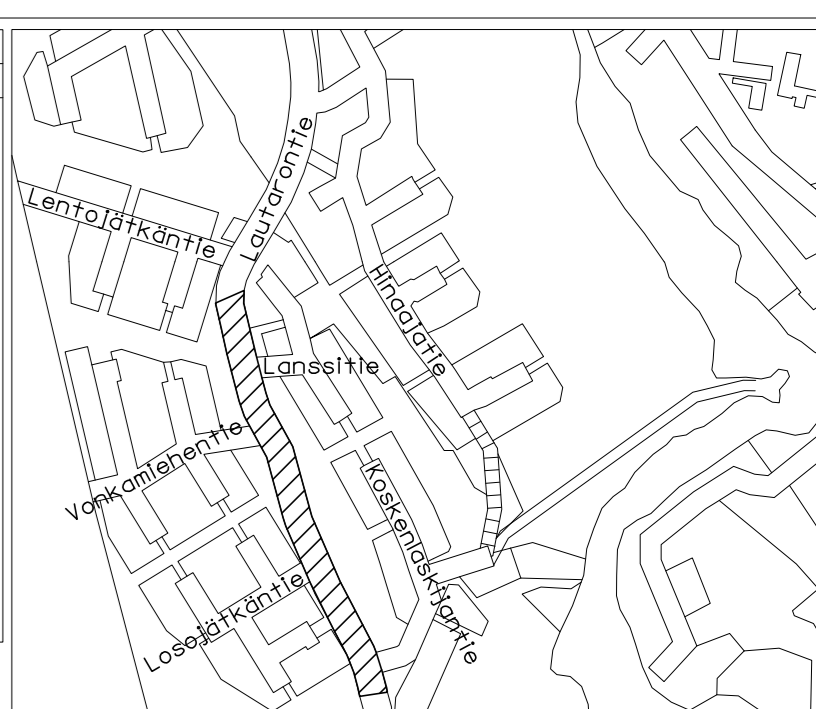 Lautarontie
Lentojätkäntie
Hinaajatie
Lanssitie
Vonkamiehentie
Koskenlaskijantie
Losojätkäntie